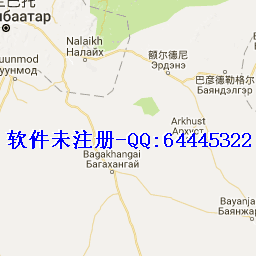 баатар
Nalaikh
Налайх
额尔德尼
Эрдэнэ
巴彦德勒格尔
Баяндэлгэр
软件未注册-QQ:64445322
Arkhust
Архуст
Bagakhangai
Багахангай
Bayanja
Баянжар